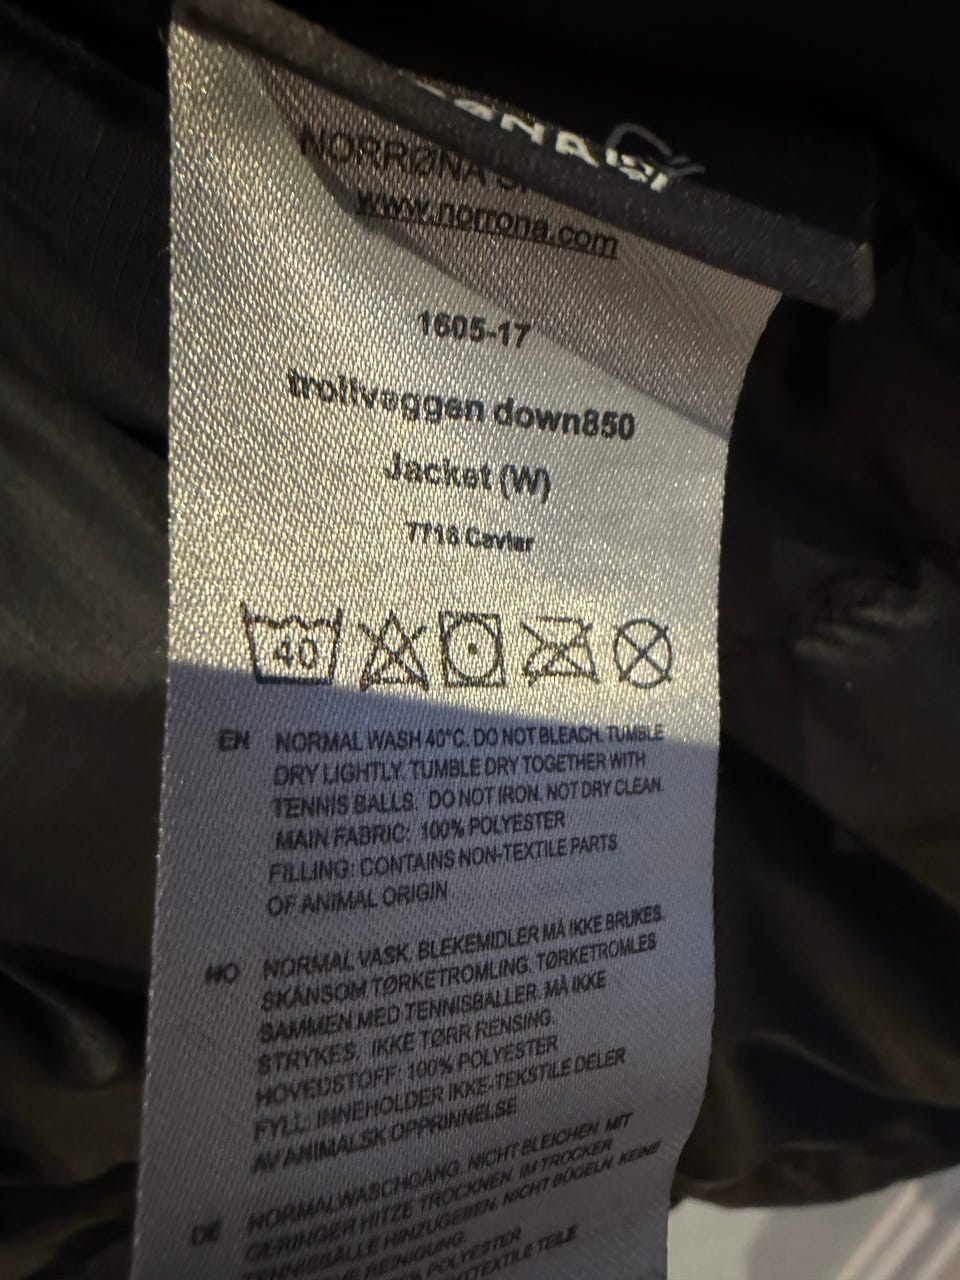 NORRØNA
www.norrona.com
1605-17
trollveggen down850
Jacket (W)
7718 Caviar
40
EN NORMAL WASH 40°C. DO NOT BLEACH. TUMBLE
DRY LIGHTLY. TUMBLE DRY TOGETHER WITH
TENNIS BALLS. DO NOT IRON. NOT DRY CLEAN.
MAIN FABRIC: 100% POLYESTER
FILLING: CONTAINS NON-TEXTILE PARTS
OF ANIMAL ORIGIN
NO NORMAL VASK. BLEKEMIDLER MÅ IKKE BRUKES.
SKÅNSOM TØRKETROMLING. TØRKETROMLES
SAMMEN MED TENNISBALLER. MÅ IKKE
STRYKES. IKKE TØRR RENSING.
HOVEDSTOFF: 100% POLYESTER
FYLL: INNEHOLDER IKKE-TEKSTILE DELER
AV ANIMALSK OPPRINNELSE
DE NORMALWASCHGANG. NICHT BLEICHEN. MIT
GERINGER HITZE TROCKNEN. IM TROCKER
TENNISBÄLLE HINZUGEBEN. NICHT BÜGELN. KEINE
REINIGUNG.
POLYESTER
TEILE